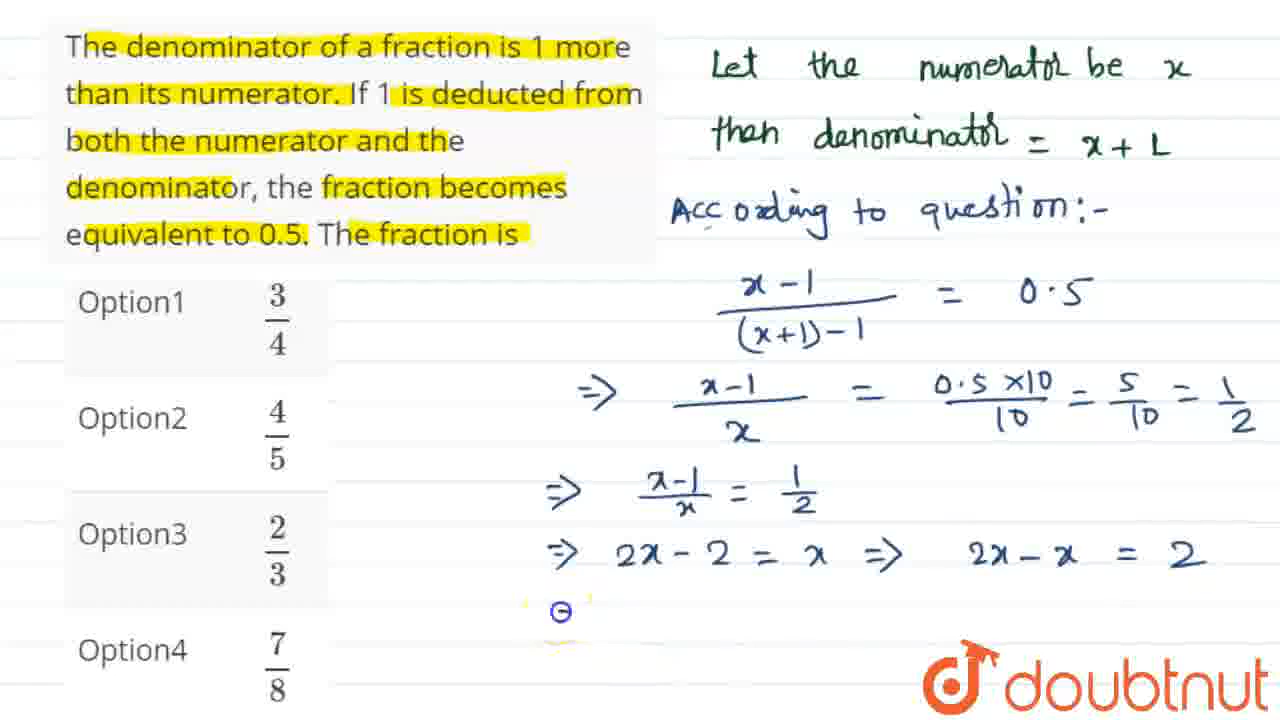 The denominator of a fraction is 1 more
than its numerator. If 1 is deducted from
both the numerator and the
denominator, the fraction becomes
equivalent to 0.5. The fraction is
Option1 3/4
Option2 4/5
Option3 2/3
Option4 7/8
Let the numerator be x
then denominator = x + 1
According to question:-
(x-1)/((x+1)-1) = 0.5
=> (x-1)/x = (0.5×10)/10 = 5/10 = 1/2
=> (x-1)/x = 1/2
=> 2x - 2 = x => 2x - x = 2
doubtnut